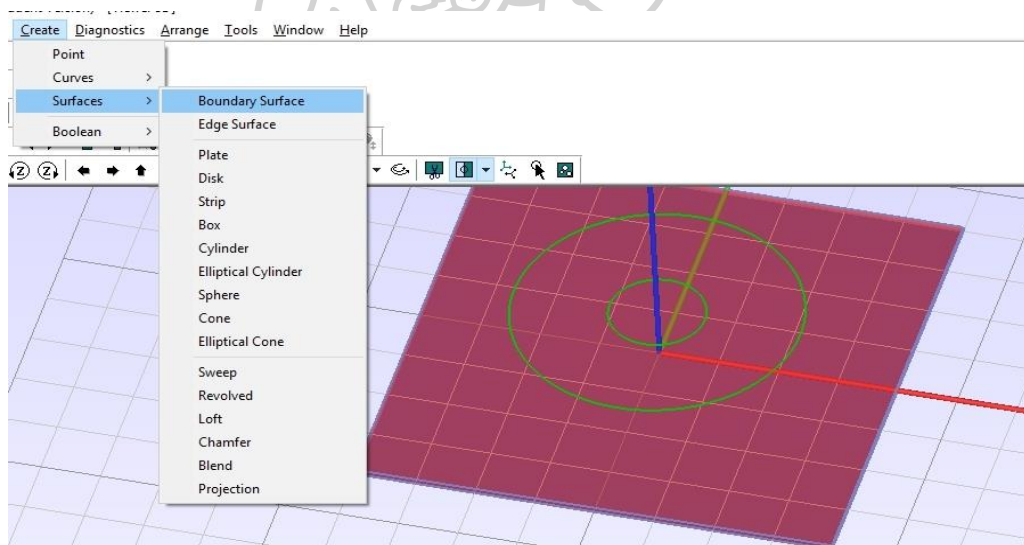 Create Diagnostics Arrange Tools Window Help
Point
Curves >
Surfaces >
Boolean >
Boundary Surface
Edge Surface
Plate
Disk
Strip
Box
Cylinder
Elliptical Cylinder
Sphere
Cone
Elliptical Cone
Sweep
Revolved
Loft
Chamfer
Blend
Projection
Z Z